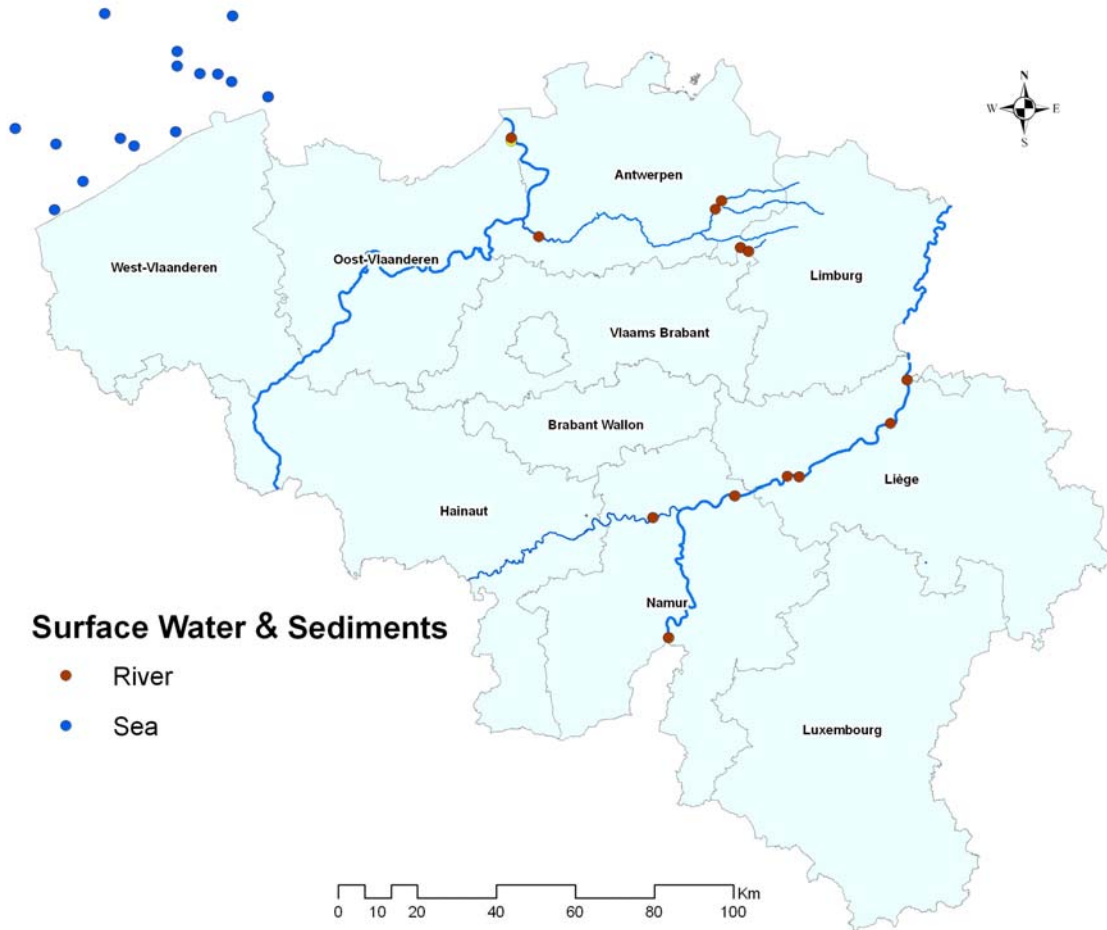 N
W E
S
Antwerpen
West-Vlaanderen
Oost-Vlaanderen
Limburg
Vlaams Brabant
Brabant Wallon
Liège
Hainaut
Namur
Surface Water & Sediments
River
Sea
Luxembourg
Km
0 10 20 40 60 80 100